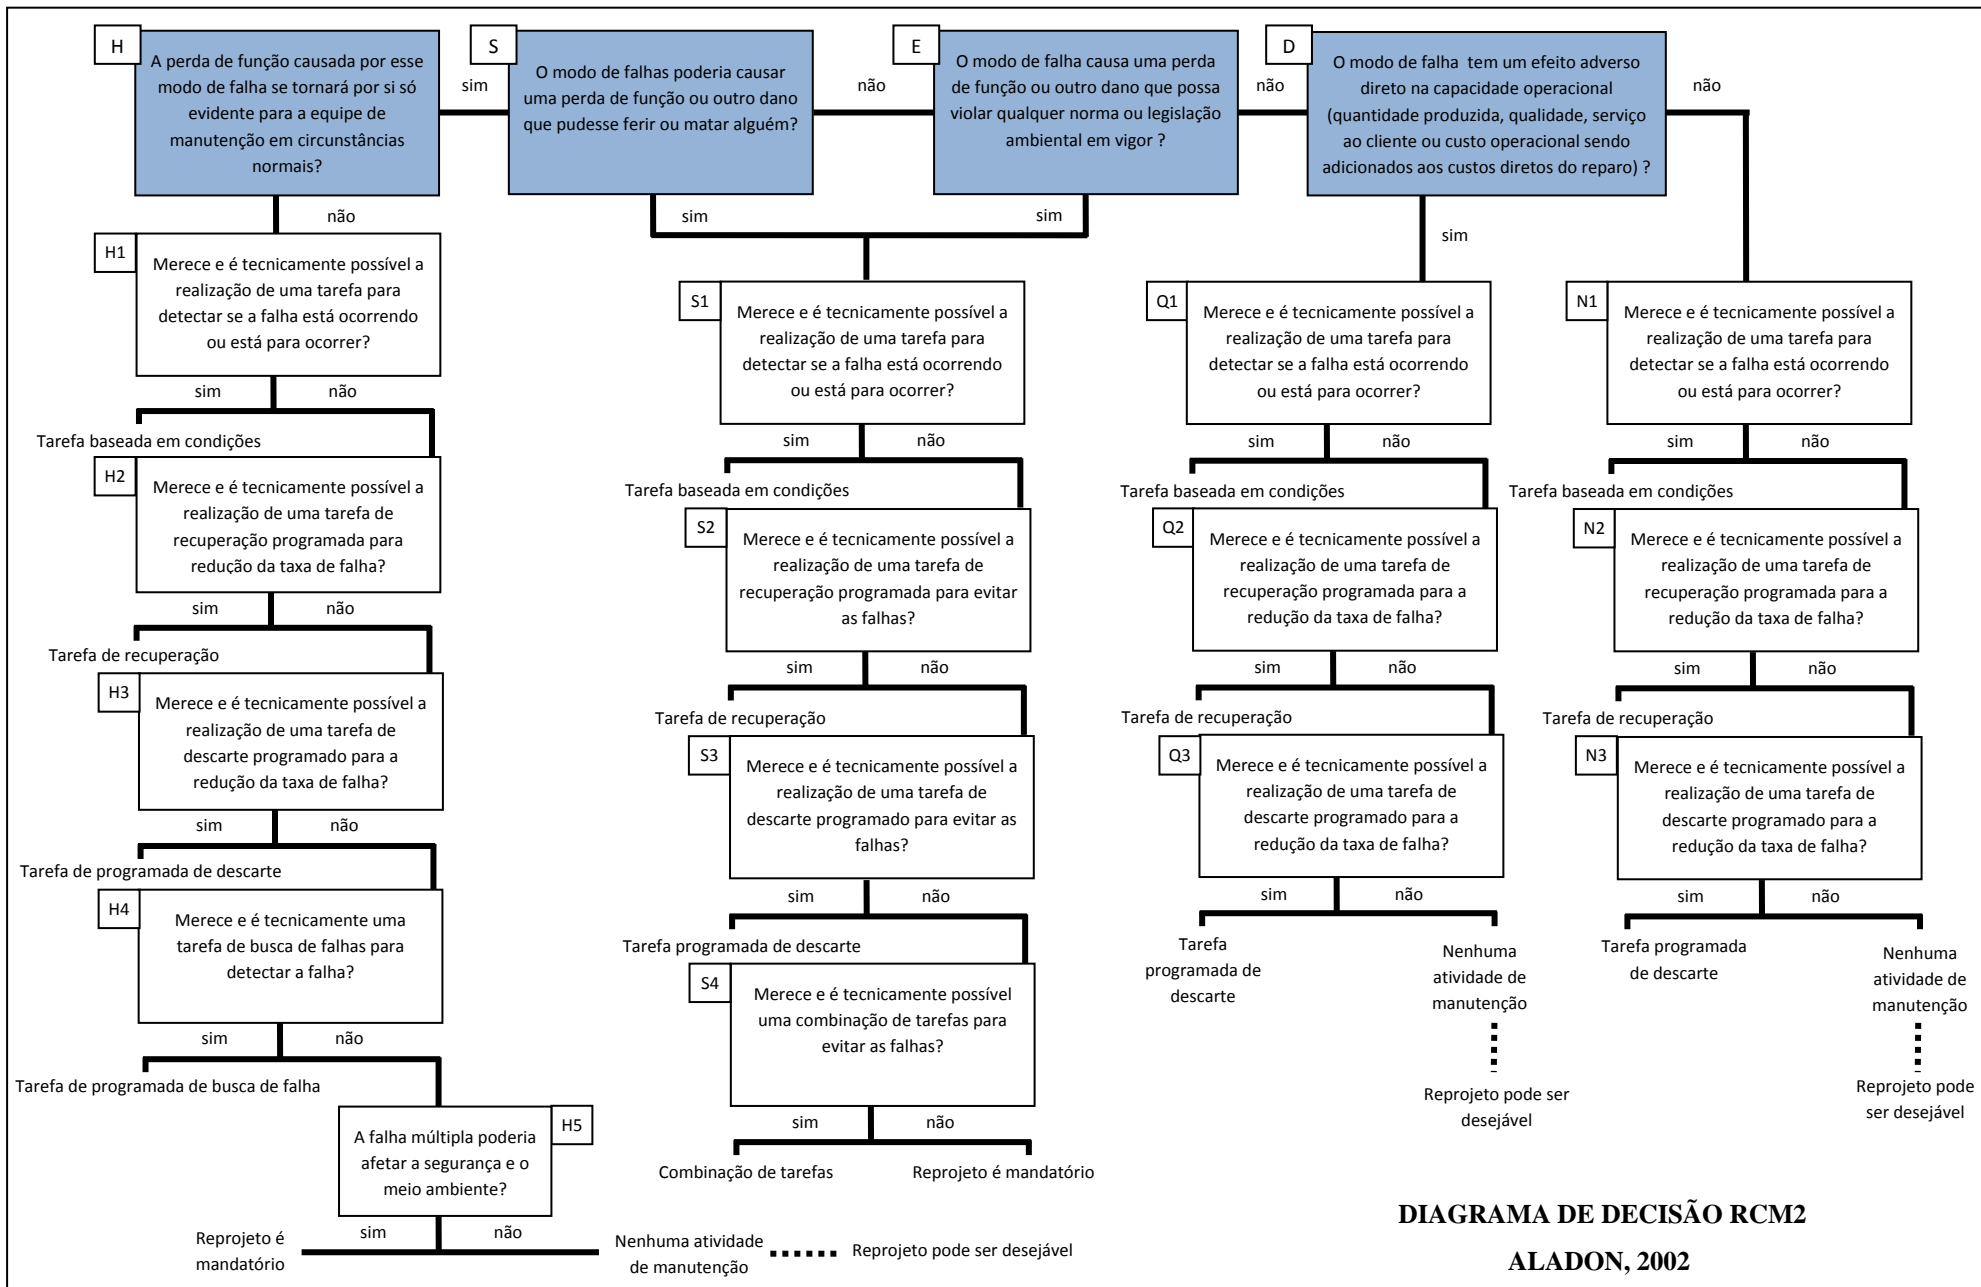 H
A perda de função causada por esse
modo de falha se tornará por si só
evidente para a equipe de
manutenção em circunstâncias
normais?
sim
não
S
O modo de falhas poderia causar
uma perda de função ou outro dano
que pudesse ferir ou matar alguém?
não
sim
E
O modo de falha causa uma perda
de função ou outro dano que possa
violar qualquer norma ou legislação
ambiental em vigor ?
não
sim
D
O modo de falha  tem um efeito adverso
direto na capacidade operacional
(quantidade produzida, qualidade, serviço
ao cliente ou custo operacional sendo
adicionados aos custos diretos do reparo) ?
não
sim
H1
Merece e é tecnicamente possível a
realização de uma tarefa para
detectar se a falha está ocorrendo
ou está para ocorrer?
sim
não
Tarefa baseada em condições
H2
Merece e é tecnicamente possível a
realização de uma tarefa de
recuperação programada para
redução da taxa de falha?
sim
não
Tarefa de recuperação
H3
Merece e é tecnicamente possível a
realização de uma tarefa de
descarte programado para a
redução da taxa de falha?
sim
não
Tarefa de programada de descarte
H4
Merece e é tecnicamente uma
tarefa de busca de falhas para
detectar a falha?
sim
não
Tarefa de programada de busca de falha
H5
A falha múltipla poderia
afetar a segurança e o
meio ambiente?
sim
não
Reprojeto é
mandatório
Nenhuma atividade
de manutenção
Reprojeto pode ser desejável
S1
Merece e é tecnicamente possível a
realização de uma tarefa para
detectar se a falha está ocorrendo
ou está para ocorrer?
sim
não
Tarefa baseada em condições
S2
Merece e é tecnicamente possível a
realização de uma tarefa de
recuperação programada para evitar
as falhas?
sim
não
Tarefa de recuperação
S3
Merece e é tecnicamente possível a
realização de uma tarefa de
descarte programado para evitar as
falhas?
sim
não
Tarefa programada de descarte
S4
Merece e é tecnicamente possível
uma combinação de tarefas para
evitar as falhas?
sim
não
Combinação de tarefas
Reprojeto é mandatório
Q1
Merece e é tecnicamente possível a
realização de uma tarefa para
detectar se a falha está ocorrendo
ou está para ocorrer?
sim
não
Tarefa baseada em condições
Q2
Merece e é tecnicamente possível a
realização de uma tarefa de
recuperação programada para a
redução da taxa de falha?
sim
não
Tarefa de recuperação
Q3
Merece e é tecnicamente possível a
realização de uma tarefa de
descarte programado para a
redução da taxa de falha?
sim
não
Tarefa
programada de
descarte
Nenhuma
atividade de
manutenção
Reprojeto pode ser
desejável
N1
Merece e é tecnicamente possível a
realização de uma tarefa para
detectar se a falha está ocorrendo
ou está para ocorrer?
sim
não
Tarefa baseada em condições
N2
Merece e é tecnicamente possível a
realização de uma tarefa de
recuperação programada para a
redução da taxa de falha?
sim
não
Tarefa de recuperação
N3
Merece e é tecnicamente possível a
realização de uma tarefa de
descarte programado para a
redução da taxa de falha?
sim
não
Tarefa programada
de descarte
Nenhuma
atividade de
manutenção
Reprojeto pode
ser desejável
DIAGRAMA DE DECISÃO RCM2
ALADON, 2002